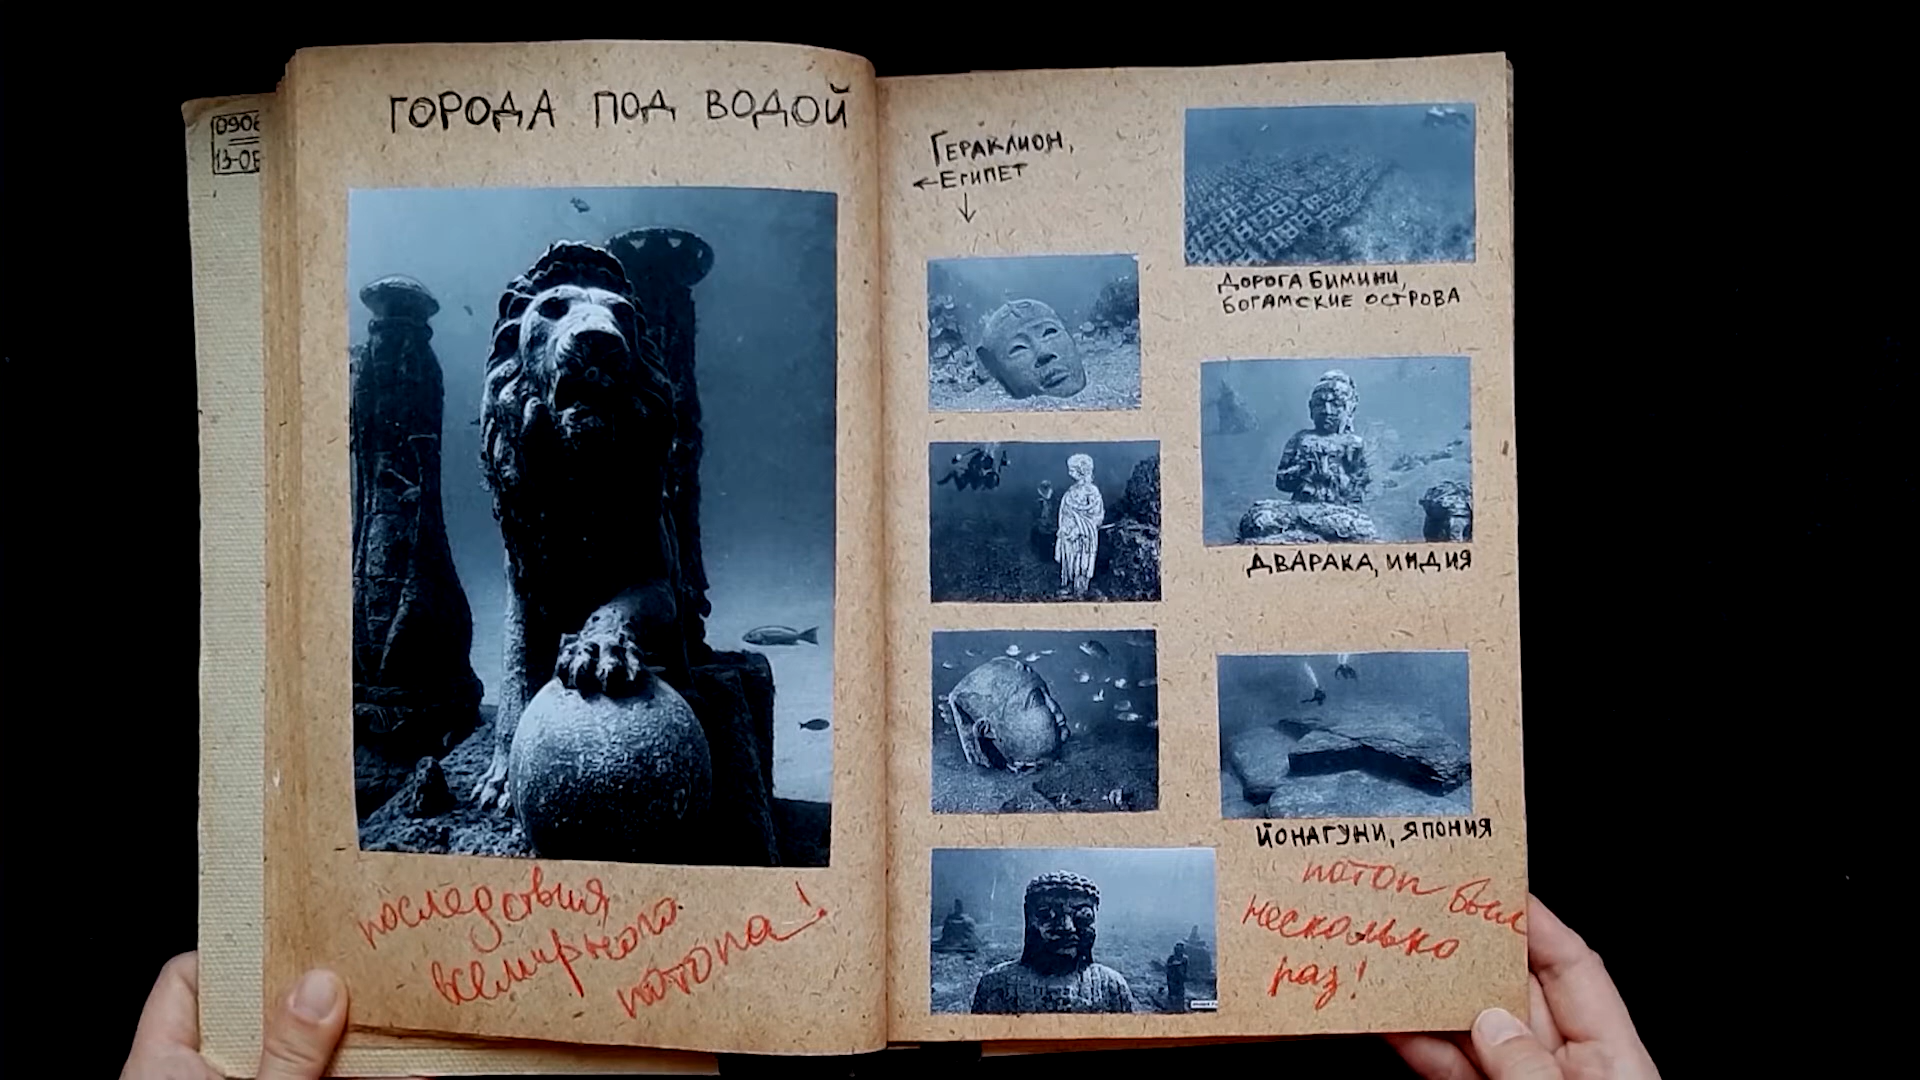 ГОРОДА ПОД ВОДОЙ
последствия
всемирного
потопа!
ГЕРАКЛИОН,
←ЕГИПЕТ
↓
ДОРОГА БИМИНИ,
БОГАМСКИЕ ОСТРОВА
ДВАРАКА, ИНДИЯ
ЙОНАГУНИ, ЯПОНИЯ
потоп был
несколько
раз!